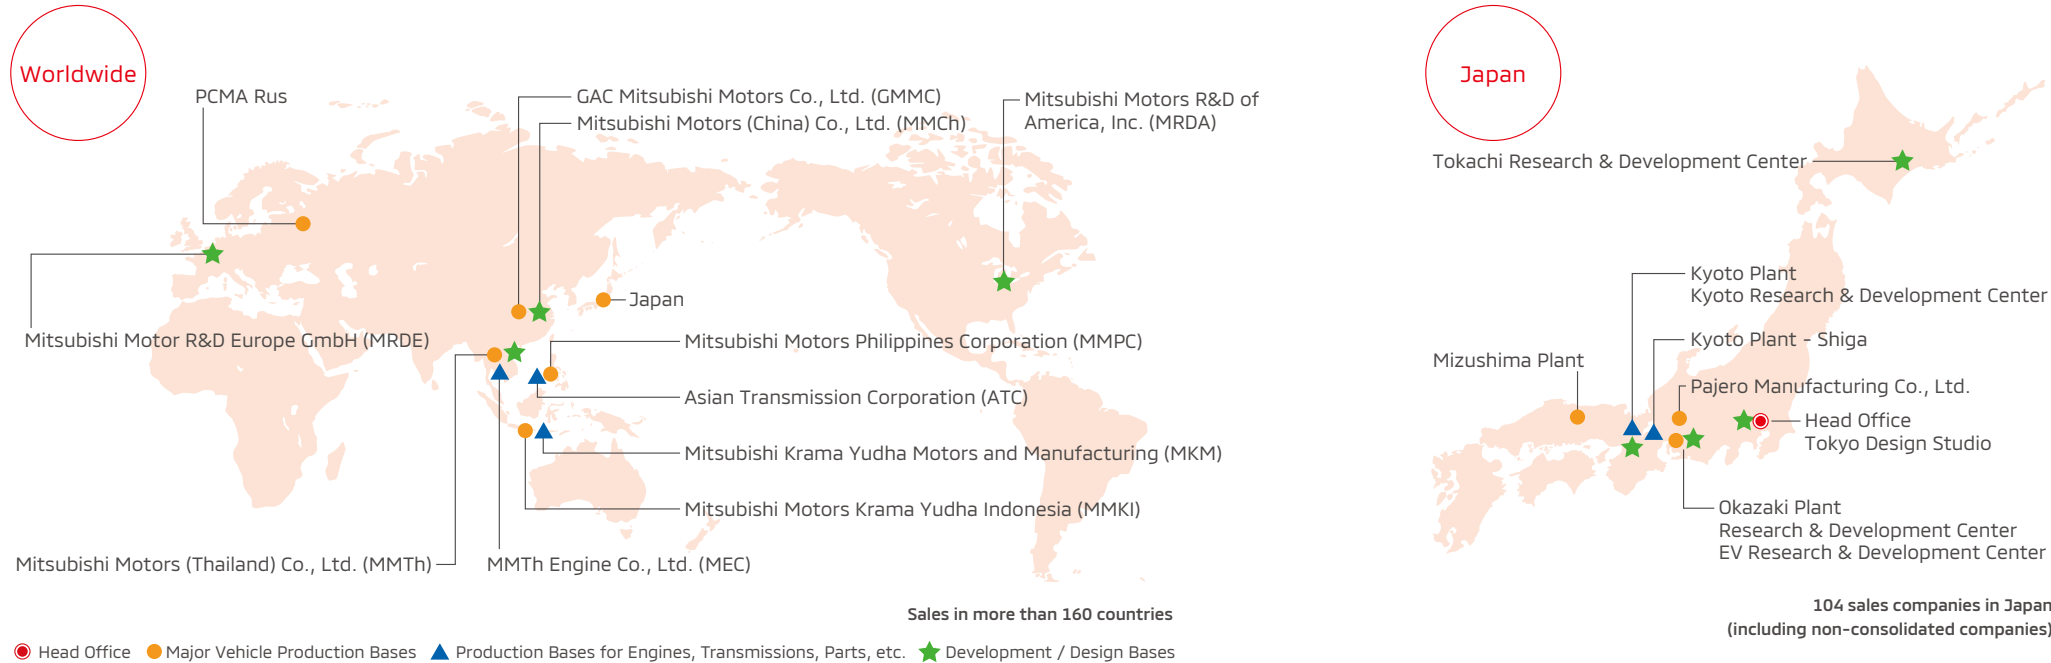 Worldwide
PCMA Rus
GAC Mitsubishi Motors Co., Ltd. (GMMC)
Mitsubishi Motors (China) Co., Ltd. (MMCh)
Mitsubishi Motors R&D of
America, Inc. (MRDA)
Japan
Mitsubishi Motor R&D Europe GmbH (MRDE)
Mitsubishi Motors Philippines Corporation (MMPC)
Asian Transmission Corporation (ATC)
Mitsubishi Krama Yudha Motors and Manufacturing (MKM)
Mitsubishi Motors Krama Yudha Indonesia (MMKI)
Mitsubishi Motors (Thailand) Co., Ltd. (MMTh)
MMTh Engine Co., Ltd. (MEC)
Sales in more than 160 countries
Head Office
Major Vehicle Production Bases
Production Bases for Engines, Transmissions, Parts, etc.
Development / Design Bases
Japan
Tokachi Research & Development Center
Kyoto Plant
Kyoto Research & Development Center
Kyoto Plant - Shiga
Mizushima Plant
Pajero Manufacturing Co., Ltd.
Head Office
Tokyo Design Studio
Okazaki Plant
Research & Development Center
EV Research & Development Center
104 sales companies in Japan
(including non-consolidated companies)